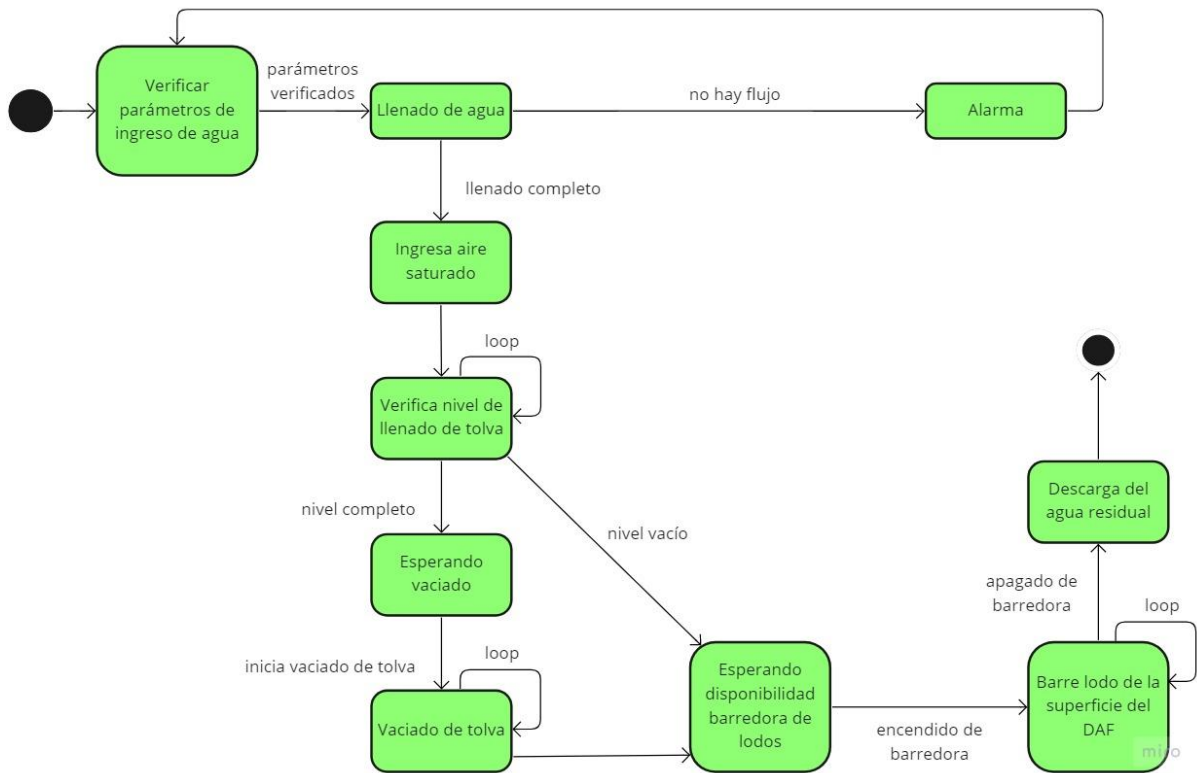 Verificar
parámetros de
ingreso de agua
parámetros
verificados
Llenado de agua
no hay flujo
Alarma
llenado completo
Ingresa aire
saturado
loop
Verifica nivel de
llenado de tolva
nivel completo
nivel vacío
Esperando
vaciado
inicia vaciado de tolva
loop
Vaciado de tolva
Esperando
disponibilidad
barredora de
lodos
encendido de
barredora
Barre lodo de la
superficie del
DAF
loop
apagado de
barredora
Descarga del
agua residual
miro